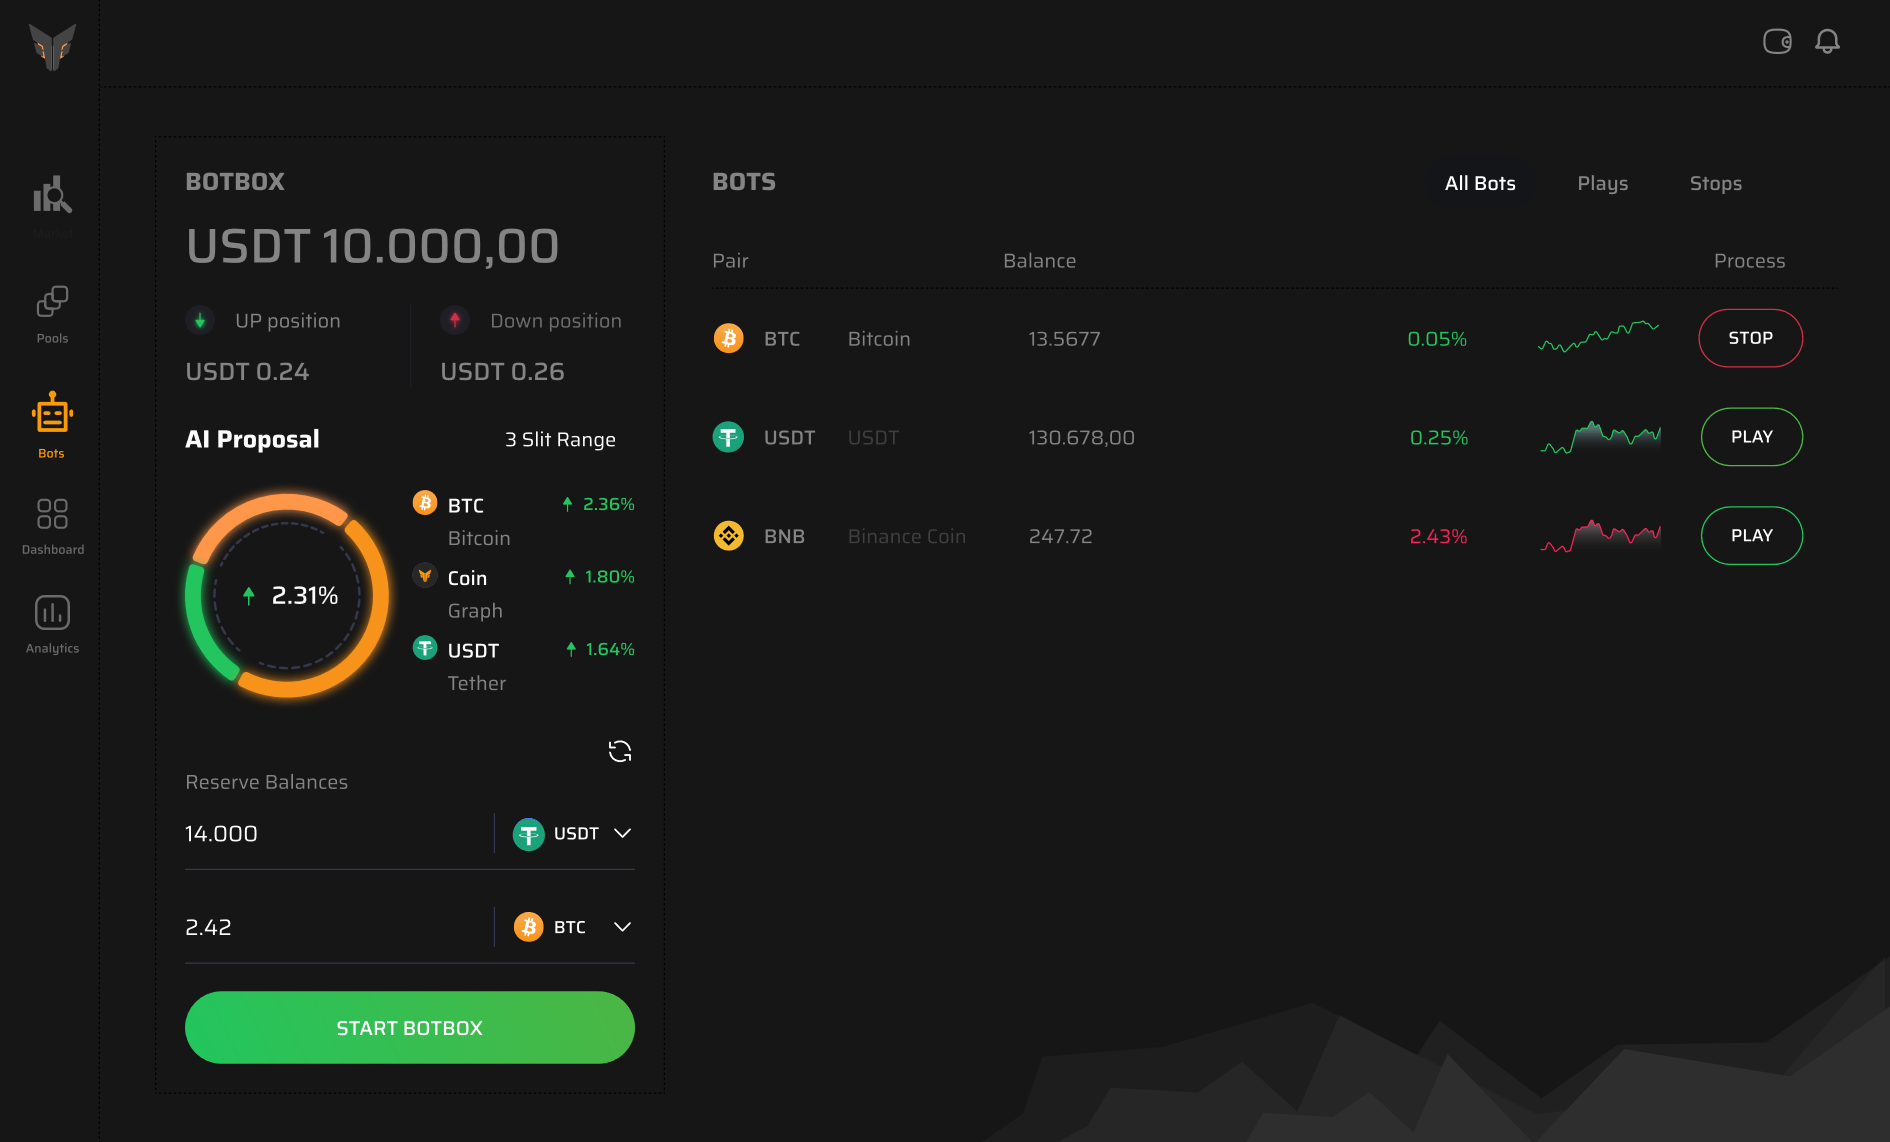 BOTBOX
USDT 10.000,00
UP position
Down position
USDT 0.24
USDT 0.26
AI Proposal
3 Slit Range
2.31%
BTC
2.36%
Bitcoin
Coin
1.80%
Graph
USDT
1.64%
Tether
Reserve Balances
14.000
USDT
2.42
BTC
START BOTBOX
BOTS
All Bots
Plays
Stops
Pair
Balance
Process
BTC
Bitcoin
13.5677
0.05%
STOP
USDT
USDT
130.678,00
0.25%
PLAY
BNB
Binance Coin
247.72
2.43%
PLAY
Market
Pools
Bots
Dashboard
Analytics